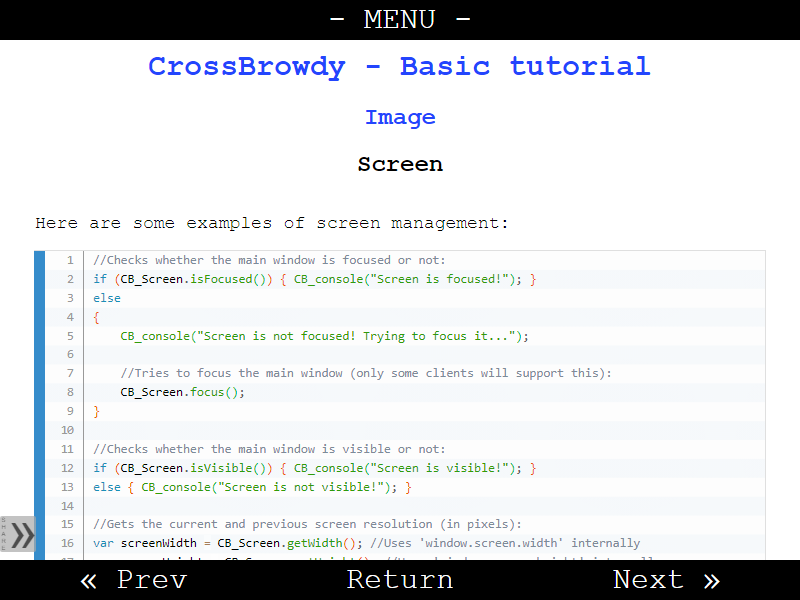 - MENU -
CrossBrowdy - Basic tutorial
Image
Screen
Here are some examples of screen management:
1 //Checks whether the main window is focused or not:
2 if (CB_Screen.isFocused()) { CB_console("Screen is focused!"); }
3 else
4 {
5 CB_console("Screen is not focused! Trying to focus it...");
6
7 //Tries to focus the main window (only some clients will support this):
8 CB_Screen.focus();
9 }
10
11 //Checks whether the main window is visible or not:
12 if (CB_Screen.isVisible()) { CB_console("Screen is visible!"); }
13 else { CB_console("Screen is not visible!"); }
14
15 //Gets the current and previous screen resolution (in pixels):
16 var screenWidth = CB_Screen.getWidth(); //Uses 'window.screen.width' internally
SHARE »
« Prev Return Next »